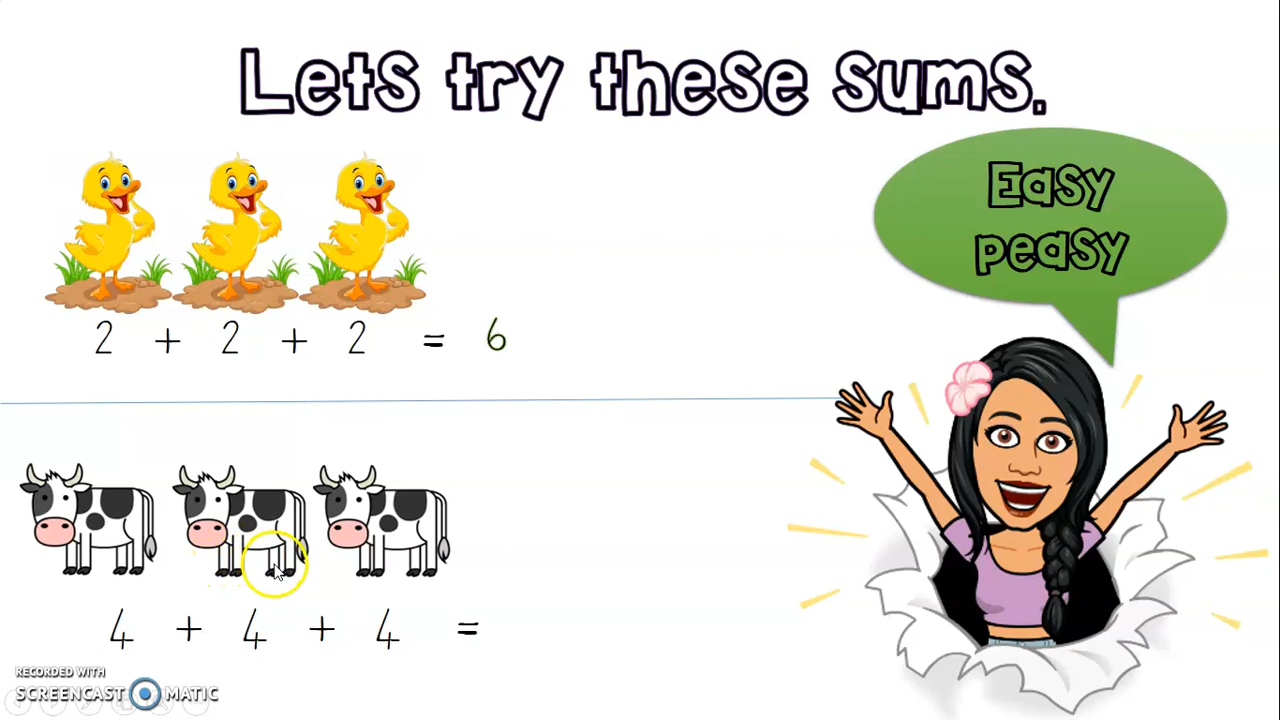 Lets try these sums.
Easy
peasy
2 + 2 + 2 = 6
4 + 4 + 4 =
RECORDED WITH
SCREENCAST MATIC